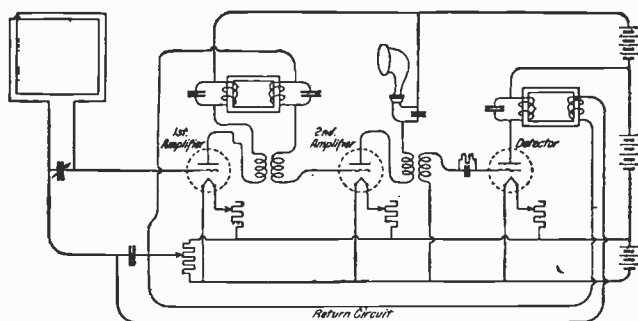 1st.
Amplifier
2nd.
Amplifier
Detector
Return Circuit